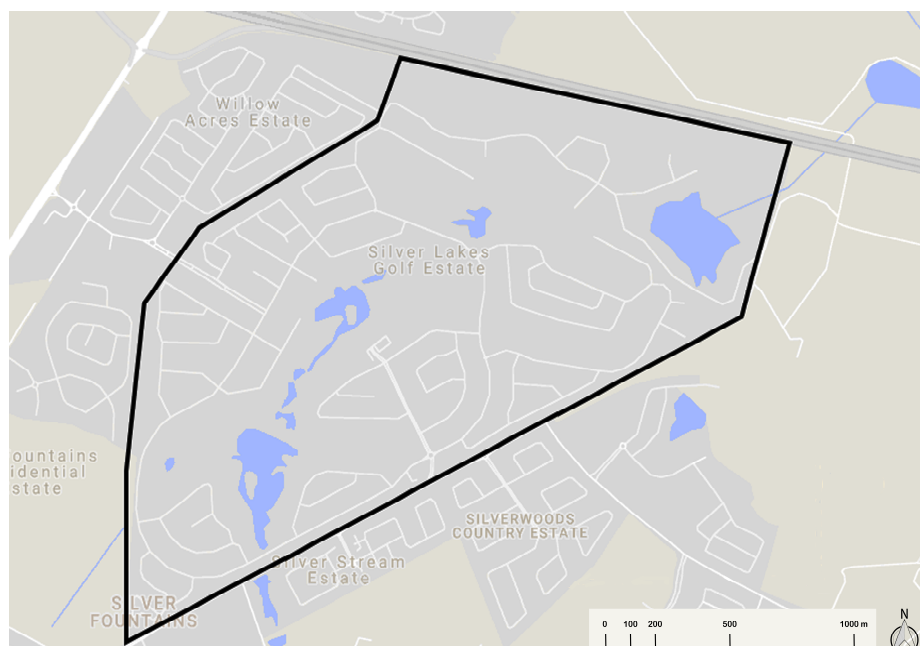 Willow
Acres Estate
Silver Lakes
Golf Estate
ountains
idential
state
SILVERWOODS
COUNTRY ESTATE
Silver Stream
Estate
SILVER
FOUNTAINS
0 100 200 500 1000 m
N